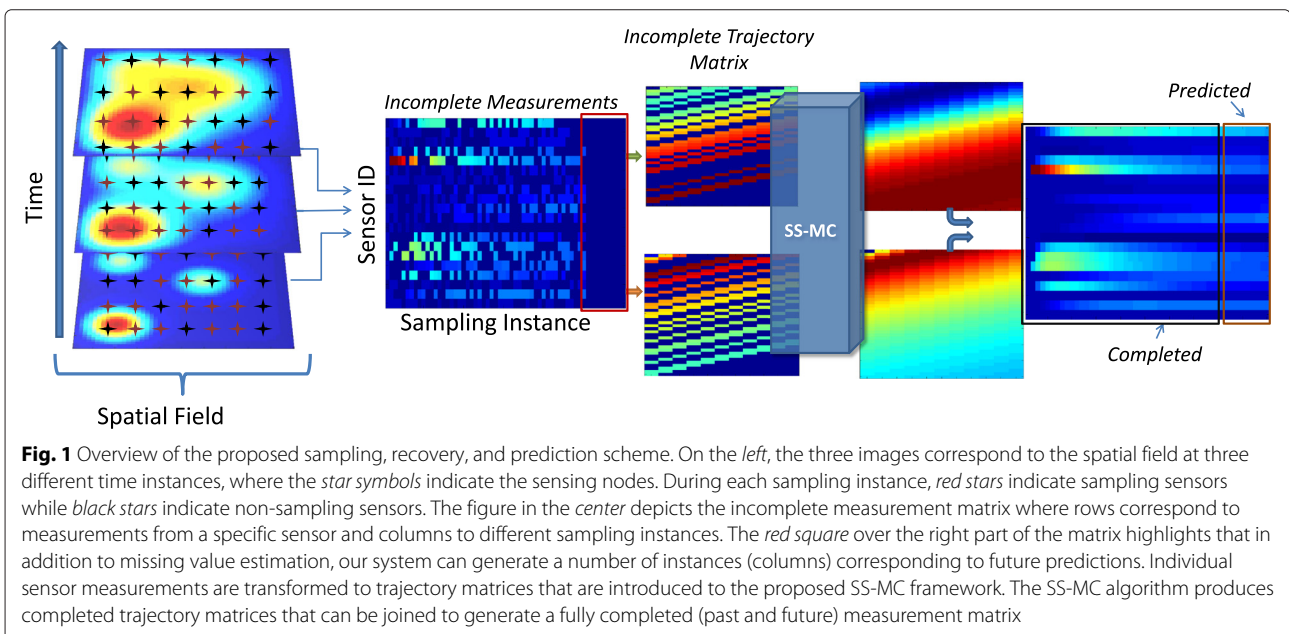 Incomplete Trajectory
Matrix
Incomplete Measurements
Predicted
Time
Sensor ID
SS-MC
Sampling Instance
Completed
Spatial Field
Fig. 1 Overview of the proposed sampling, recovery, and prediction scheme. On the left, the three images correspond to the spatial field at three
different time instances, where the star symbols indicate the sensing nodes. During each sampling instance, red stars indicate sampling sensors
while black stars indicate non-sampling sensors. The figure in the center depicts the incomplete measurement matrix where rows correspond to
measurements from a specific sensor and columns to different sampling instances. The red square over the right part of the matrix highlights that in
addition to missing value estimation, our system can generate a number of instances (columns) corresponding to future predictions. Individual
sensor measurements are transformed to trajectory matrices that are introduced to the proposed SS-MC framework. The SS-MC algorithm produces
completed trajectory matrices that can be joined to generate a fully completed (past and future) measurement matrix